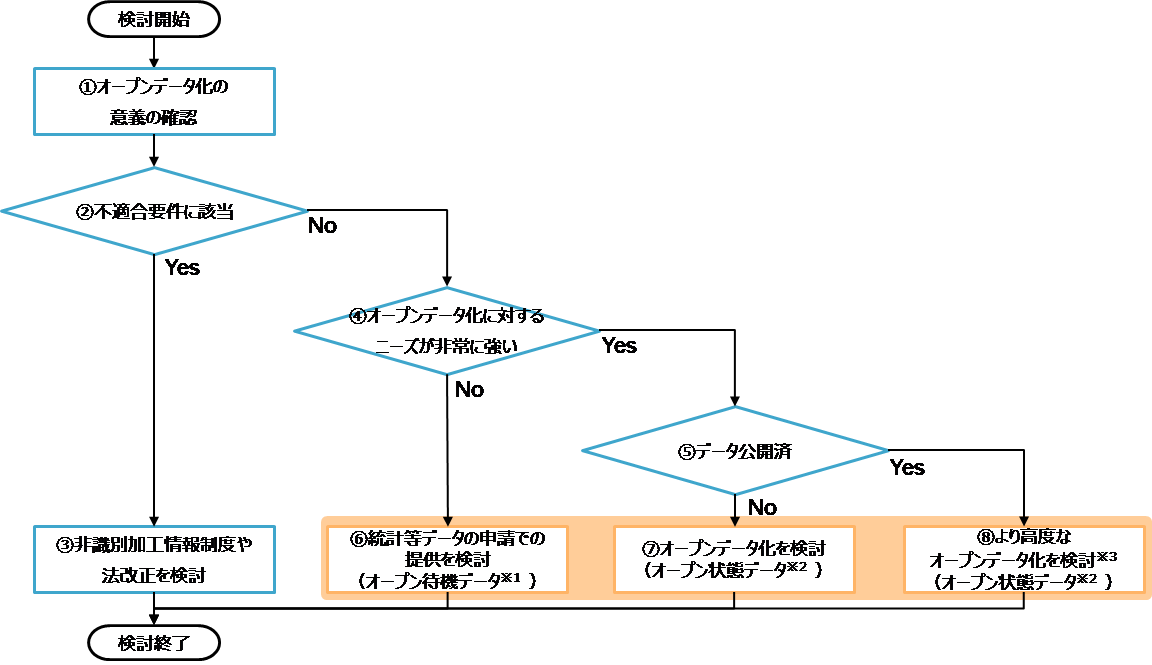 検討開始
①オープンデータ化の
意義の確認
②不適合要件に該当
No
Yes
④オープンデータ化に対する
ニーズが非常に強い
Yes
No
⑤データ公開済
Yes
No
③非識別加工情報制度や
法改正を検討
⑥統計等データの申請での
提供を検討
（オープン待機データ※1 ）
⑦オープンデータ化を検討
（オープン状態データ※2 ）
⑧より高度な
オープンデータ化を検討※3
（オープン状態データ※2 ）
検討終了